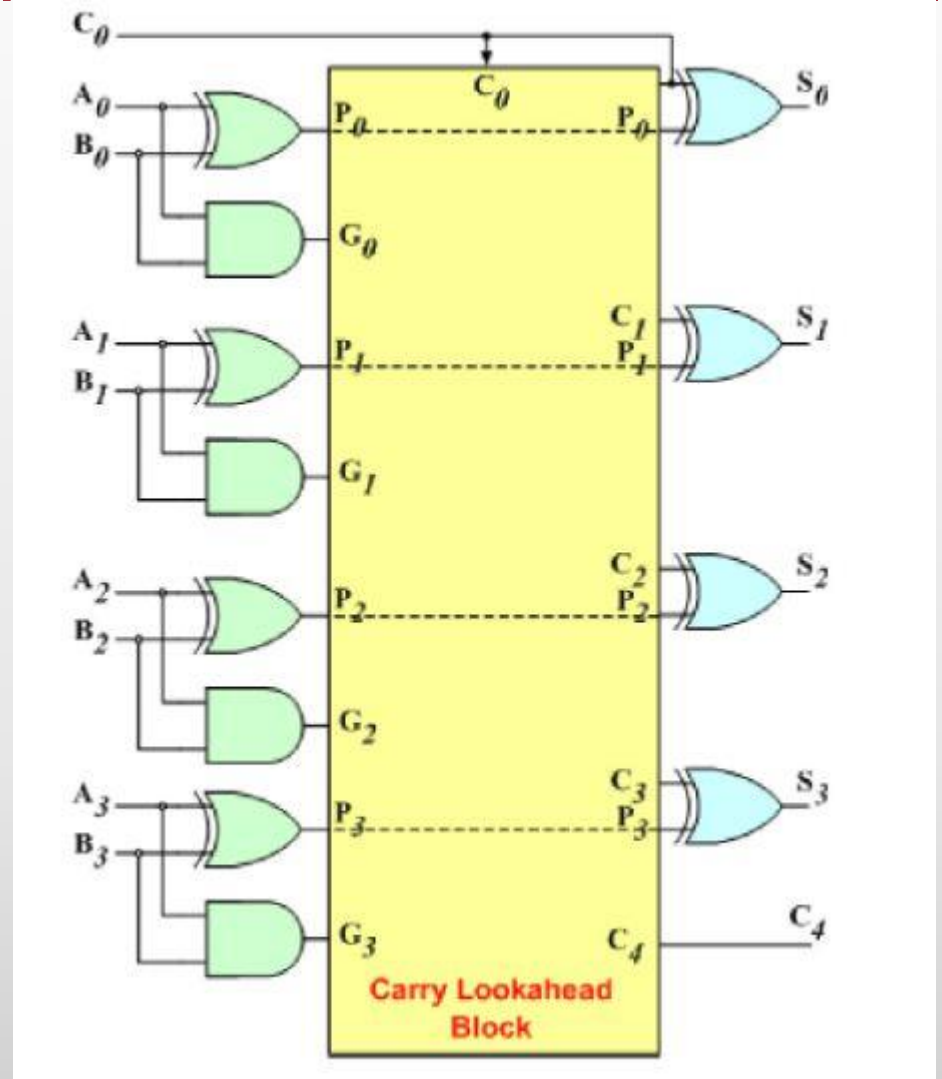 C0
C0
A0
P0
P0
S0
B0
G0
A1
P1
C1
P1
S1
B1
G1
A2
P2
C2
P2
S2
B2
G2
A3
P3
C3
P3
S3
B3
G3
C4
C4
Carry Lookahead
Block